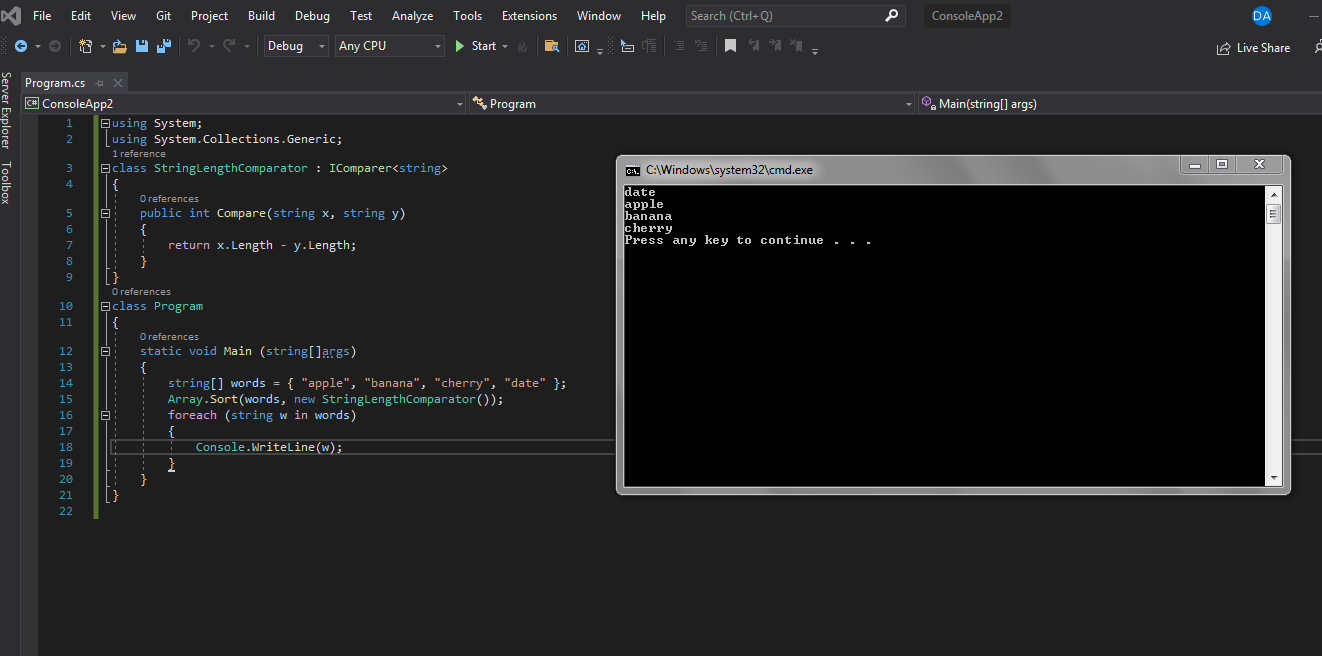 File Edit View Git Project Build Debug Test Analyze Tools Extensions Window Help Search (Ctrl+Q) ConsoleApp2 DA
Debug Any CPU Start Live Share
Server Explorer
Toolbox
Program.cs
C# ConsoleApp2 Program Main(string[] args)
1 using System;
2 using System.Collections.Generic;
1 reference
3 class StringLengthComparator : IComparer<string>
4 {
0 references
5 public int Compare(string x, string y)
6 {
7 return x.Length - y.Length;
8 }
9 }
0 references
10 class Program
11 {
0 references
12 static void Main (string[]args)
13 {
14 string[] words = { "apple", "banana", "cherry", "date" };
15 Array.Sort(words, new StringLengthComparator());
16 foreach (string w in words)
17 {
18 Console.WriteLine(w);
19 }
20 }
21 }
22
C:\Windows\system32\cmd.exe
date
apple
banana
cherry
Press any key to continue . . .